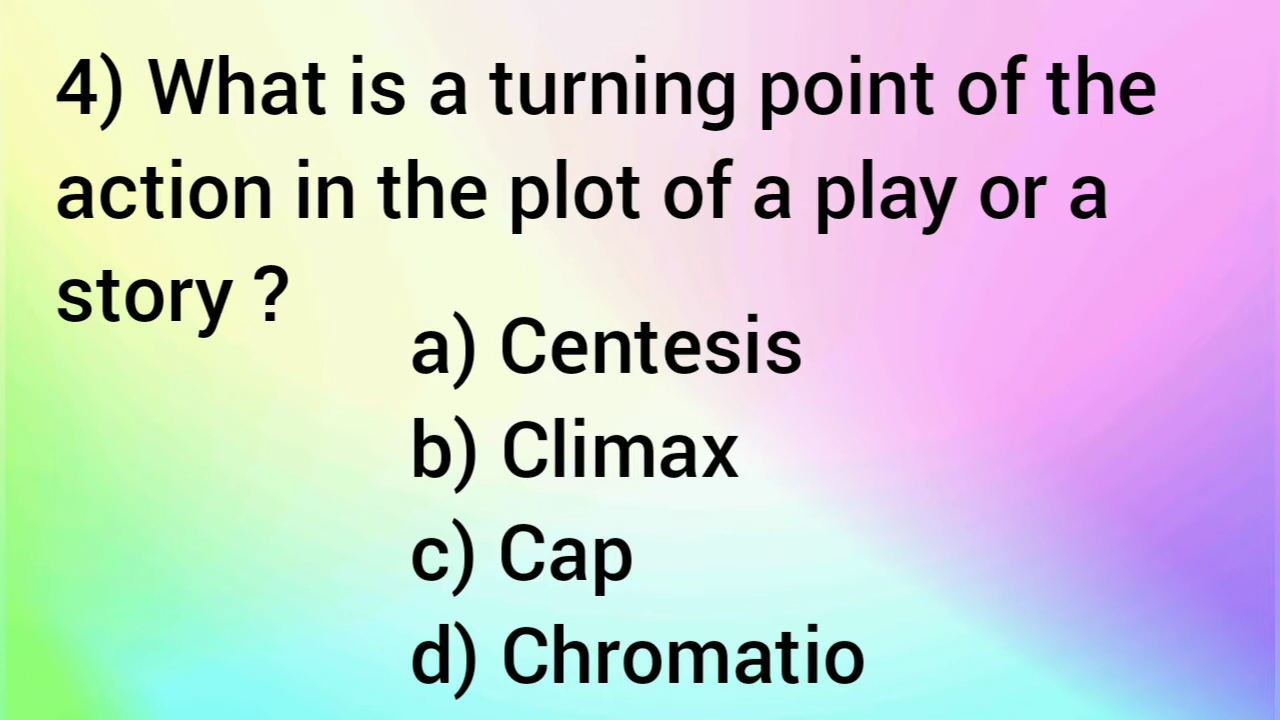 4) What is a turning point of the
action in the plot of a play or a
story ?
a) Centesis
b) Climax
c) Cap
d) Chromatio